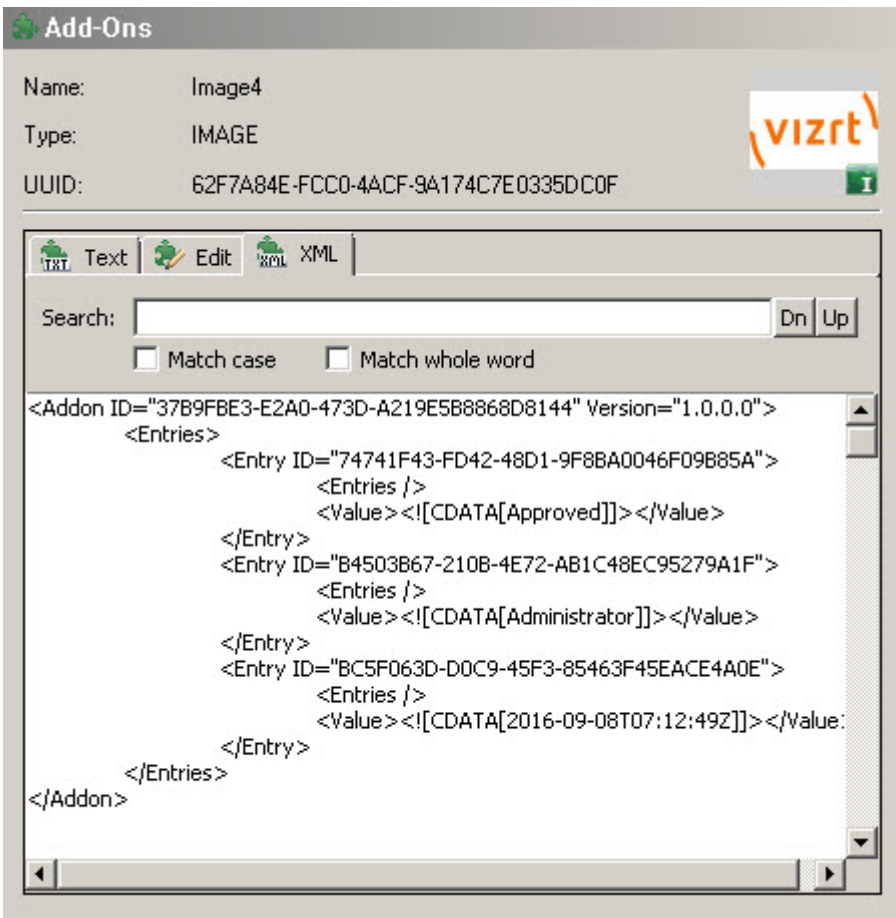 Add-Ons
Name: Image4
Type: IMAGE
UUID: 62F7A84E-FCC0-4ACF-9A174C7E0335DC0F
vizrt
I
TXT Text Edit XML XML
Search: Dn Up
Match case Match whole word
<Addon ID="37B9FBE3-E2A0-473D-A219E5B8868D8144" Version="1.0.0.0">
<Entries>
<Entry ID="74741F43-FD42-48D1-9F8BA0046F09B85A">
<Entries />
<Value><![CDATA[Approved]]></Value>
</Entry>
<Entry ID="B4503B67-210B-4E72-AB1C48EC95279A1F">
<Entries />
<Value><![CDATA[Administrator]]></Value>
</Entry>
<Entry ID="BC5F063D-D0C9-45F3-85463F45EACE4A0E">
<Entries />
<Value><![CDATA[2016-09-08T07:12:49Z]]></Value
</Entry>
</Entries>
</Addon>